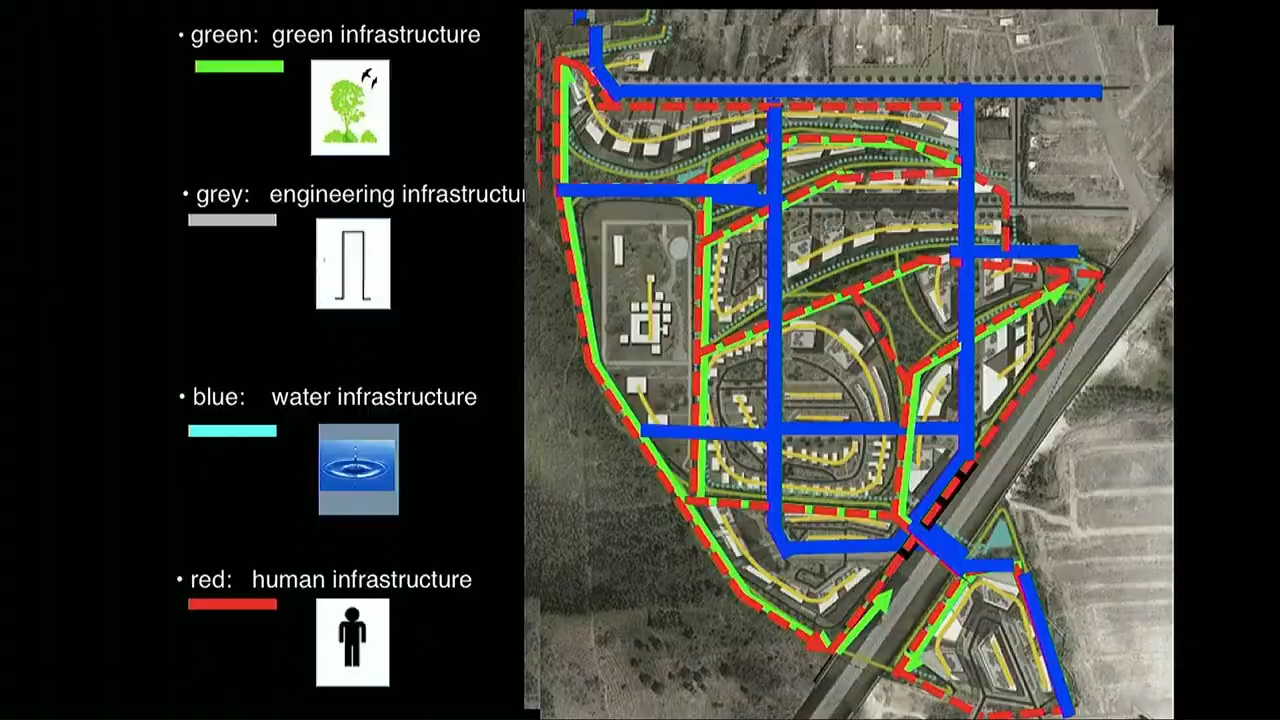 • green: green infrastructure
• grey: engineering infrastructur
• blue: water infrastructure
• red: human infrastructure